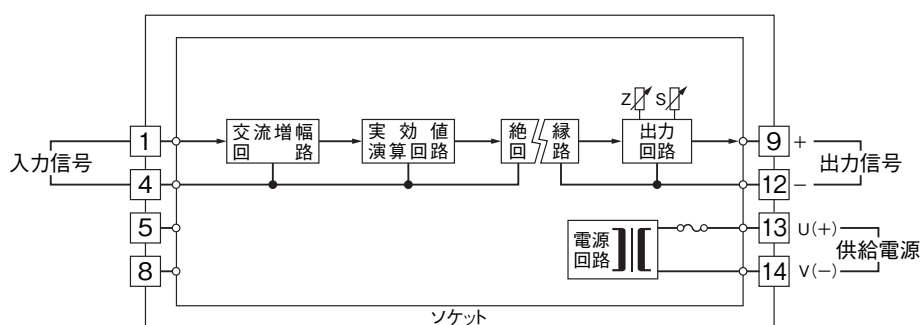 Z S
交流増幅
回路
実効値
演算回路
絶縁
回路
出力
回路
1
4
5
8
入力信号
9 +
12 −
出力信号
13 U(+)
14 V(−)
供給電源
電源
回路
ソケット